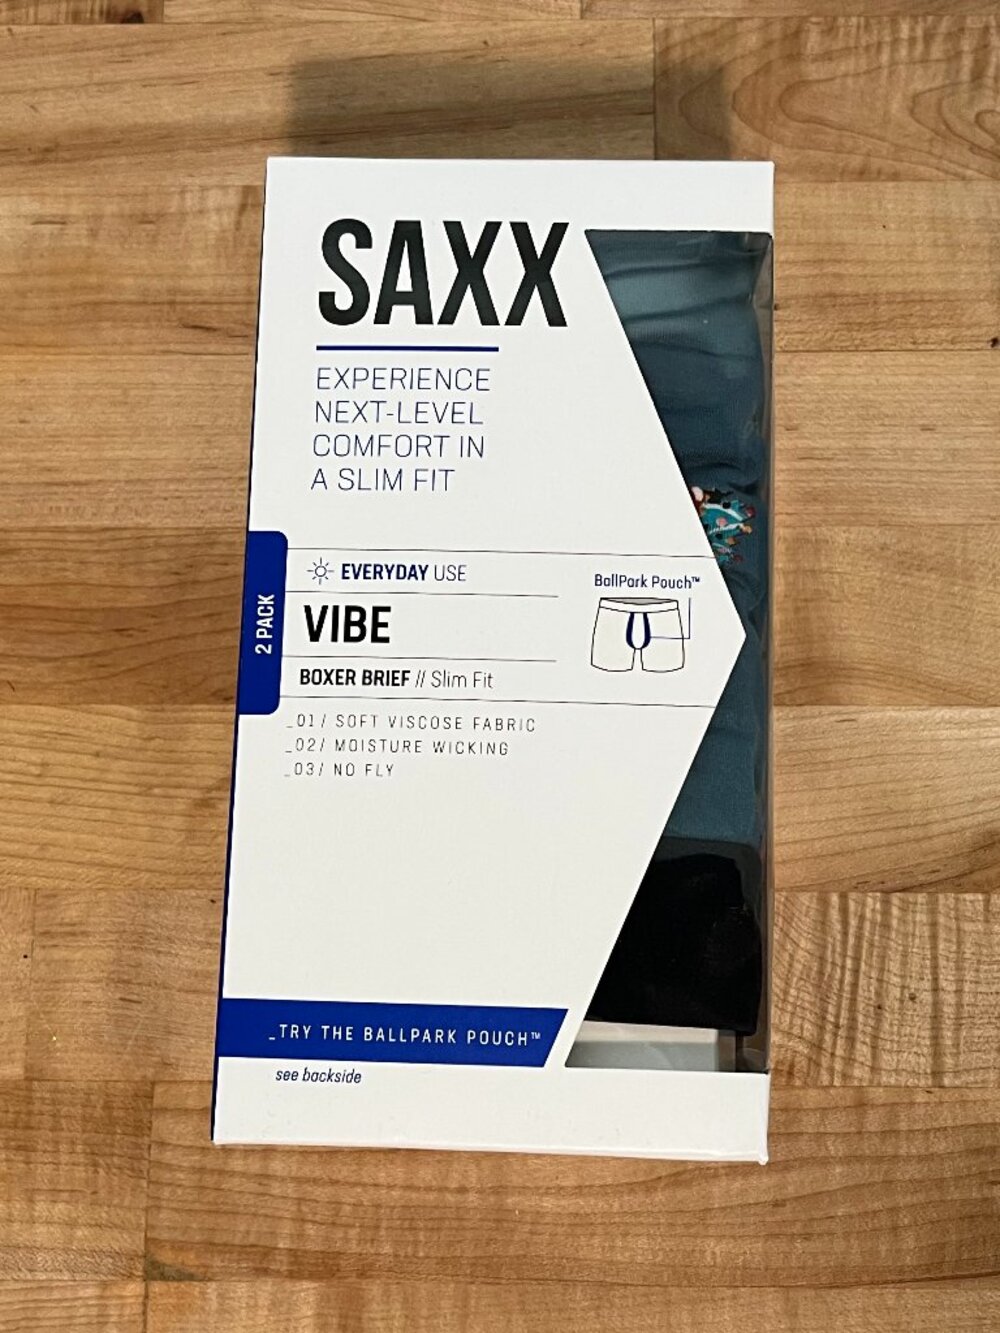 SAXX
EXPERIENCE
NEXT-LEVEL
COMFORT IN
A SLIM FIT
2 PACK
EVERYDAY USE
VIBE
BOXER BRIEF // Slim Fit
BallPark Pouch™
_01/ SOFT VISCOSE FABRIC
_02/ MOISTURE WICKING
_03/ NO FLY
_TRY THE BALLPARK POUCH™
see backside